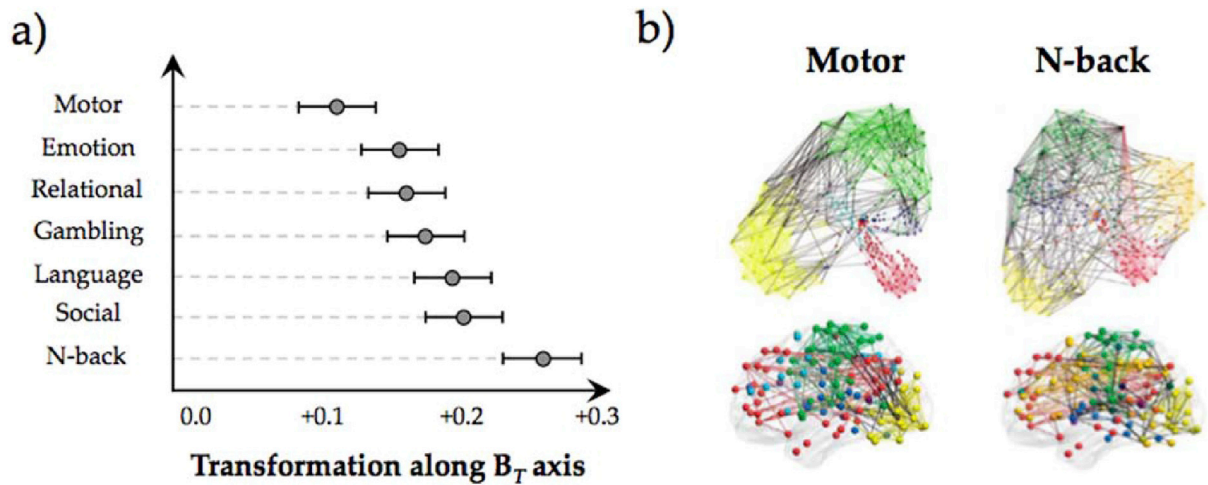 a)
Motor
Emotion
Relational
Gambling
Language
Social
N-back
0.0 +0.1 +0.2 +0.3
Transformation along B_T axis
b)
Motor N-back